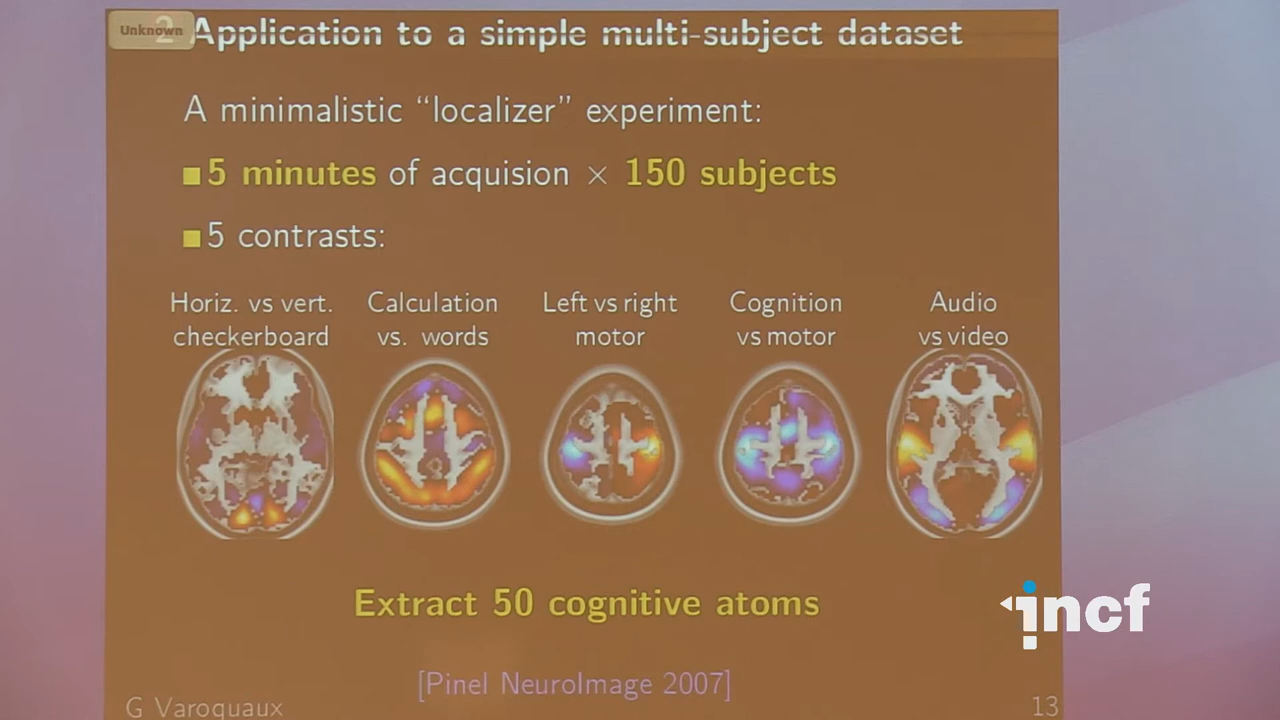 Unknown
2 Application to a simple multi-subject dataset
A minimalistic “localizer” experiment:
5 minutes of acquision × 150 subjects
5 contrasts:
Horiz. vs vert.
checkerboard
Calculation
vs. words
Left vs right
motor
Cognition
vs motor
Audio
vs video
Extract 50 cognitive atoms
incf
[Pinel NeuroImage 2007]
G Varoquaux
13